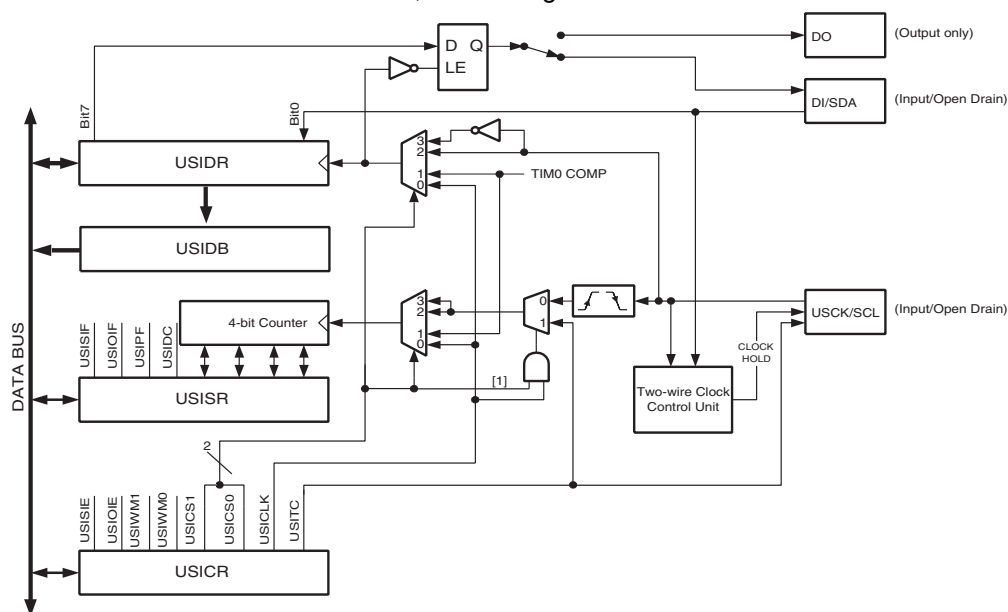 DO
(Output only)
D Q
LE
DI/SDA
(Input/Open Drain)
Bit7
Bit0
3
2
1
0
TIM0 COMP
USIDR
USIDB
DATA BUS
4-bit Counter
USISIF
USIOIF
USIPF
USIDC
3
2
1
0
0
1
USCK/SCL
(Input/Open Drain)
CLOCK
HOLD
[1]
Two-wire Clock
Control Unit
USISR
2
USISIE
USIOIE
USIWM1
USIWM0
USICS1
USICS0
USICLK
USITC
USICR